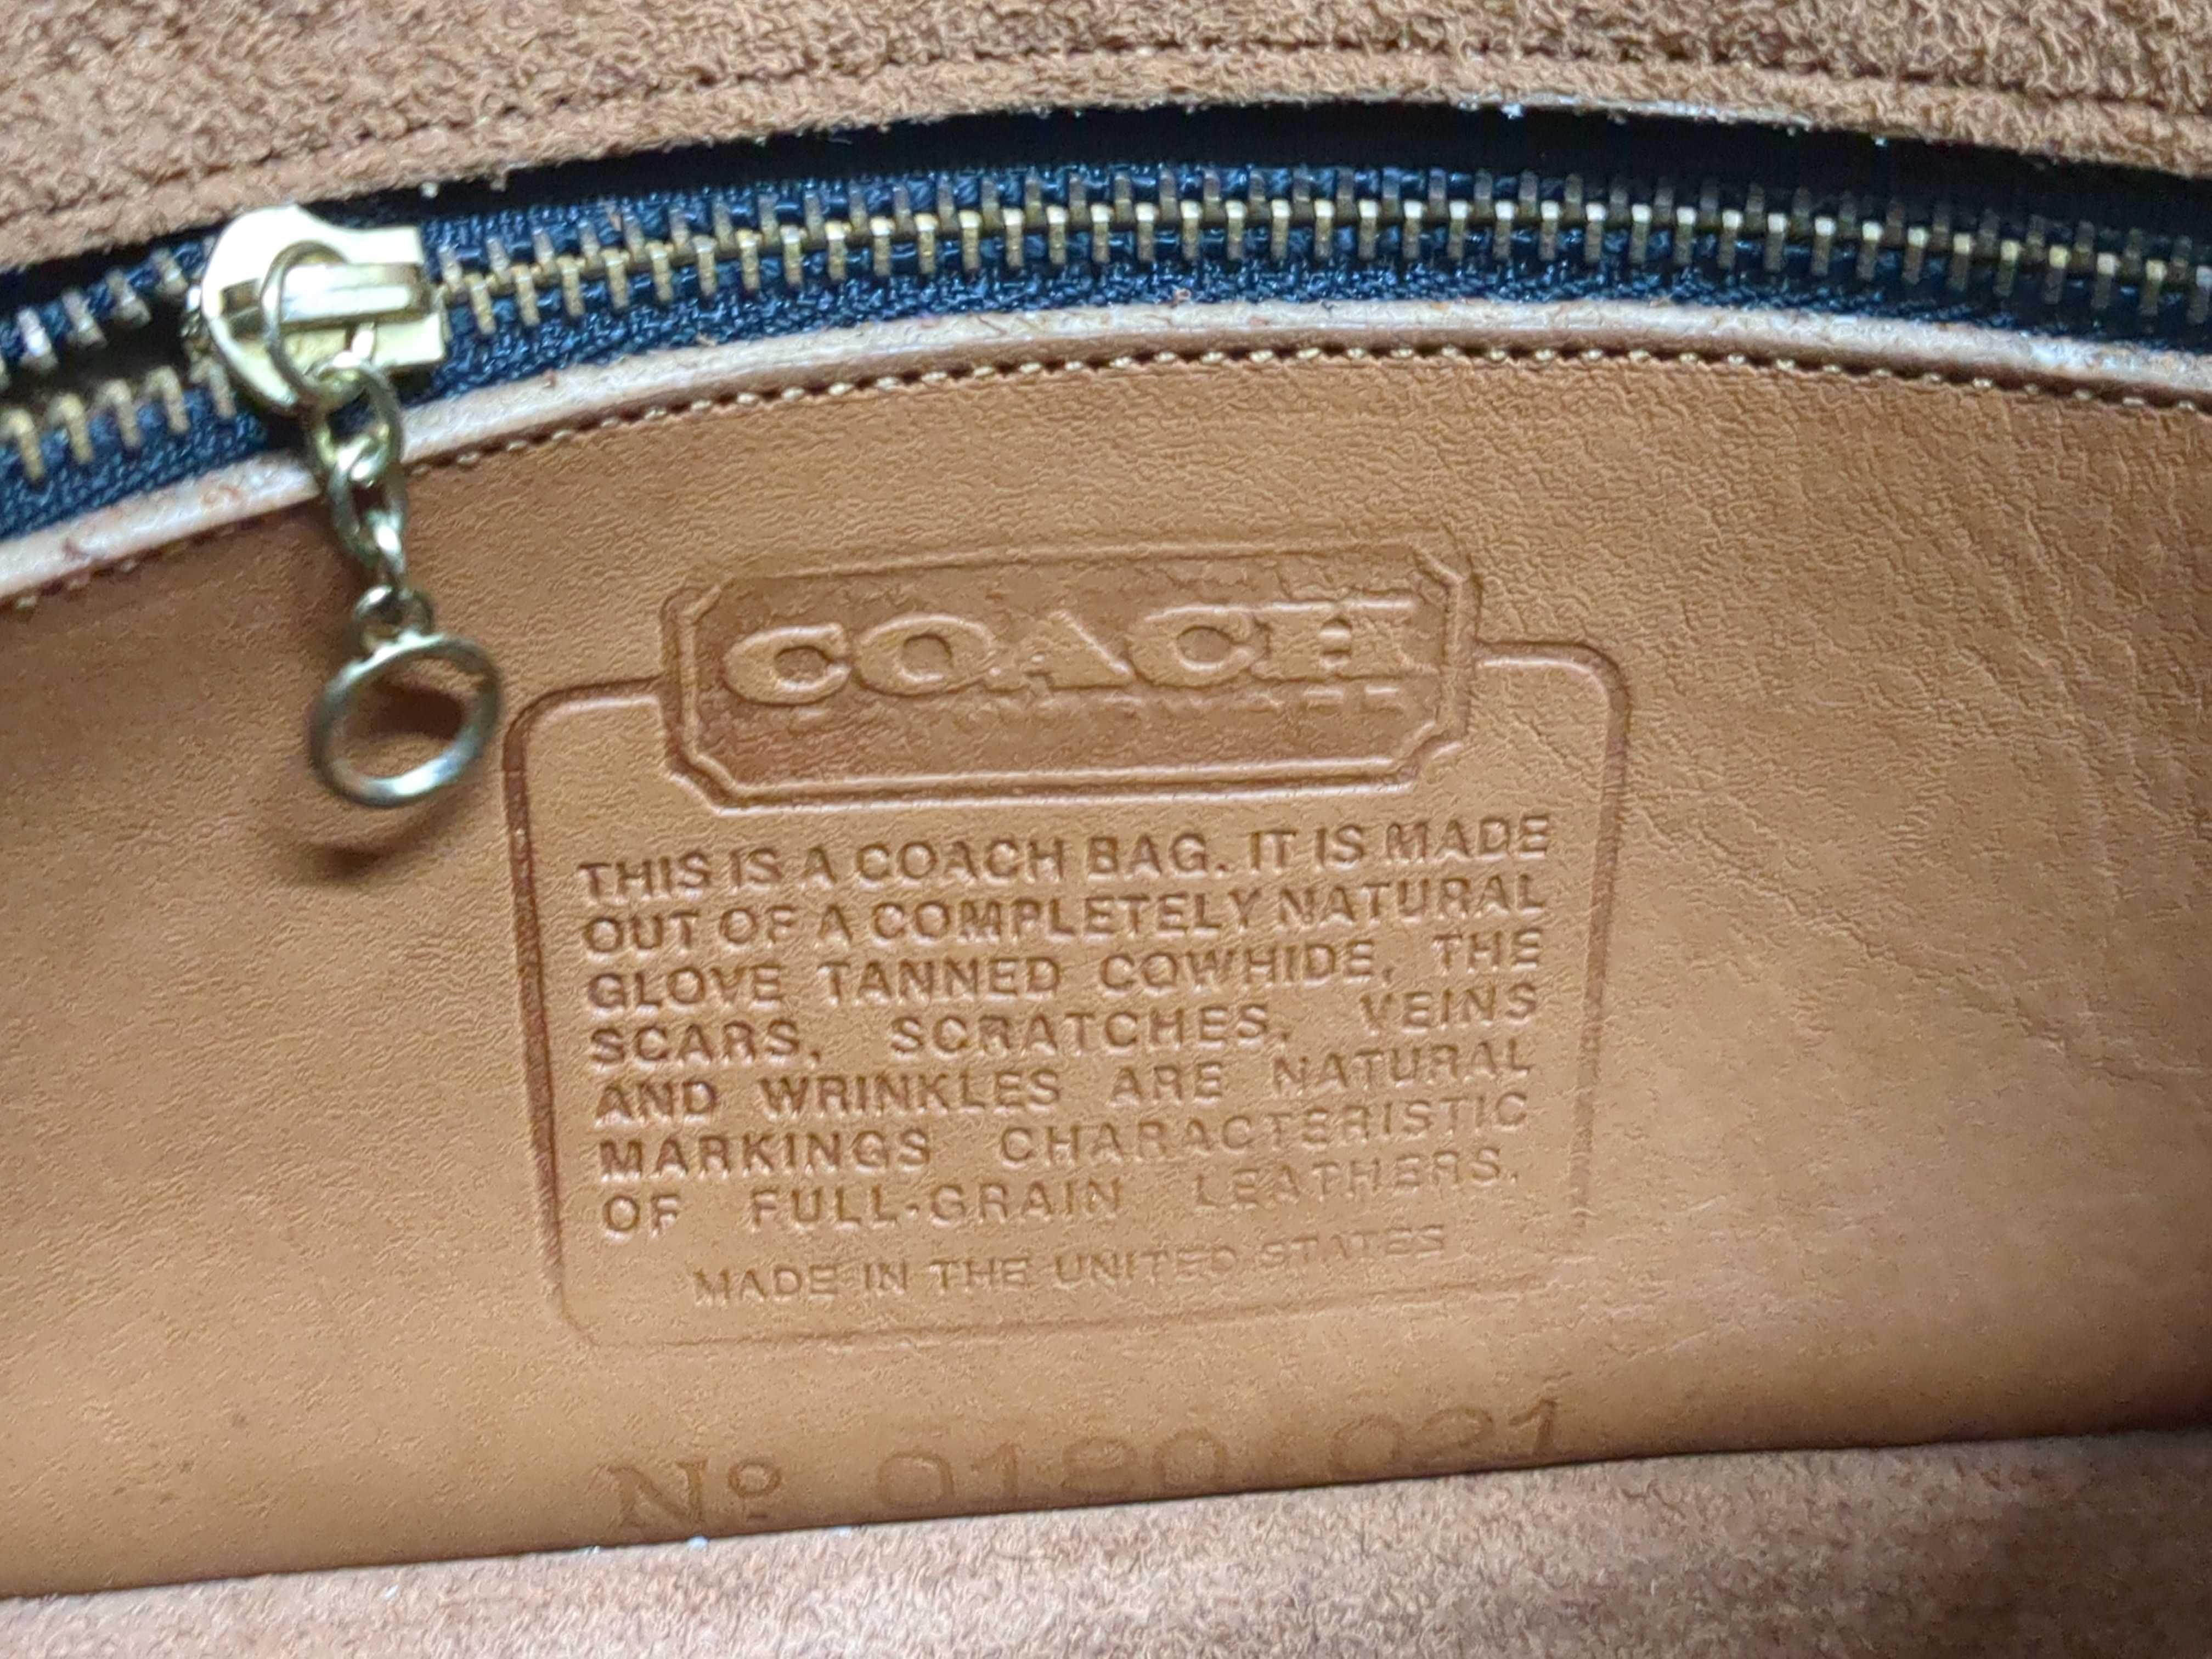 COACH
THIS IS A COACH BAG. IT IS MADE
OUT OF A COMPLETELY NATURAL
GLOVE TANNED COWHIDE, THE
SCARS, SCRATCHES, VEINS
AND WRINKLES ARE NATURAL
MARKINGS CHARACTERISTIC
OF FULL-GRAIN LEATHERS.
MADE IN THE UNITED STATES
Nº